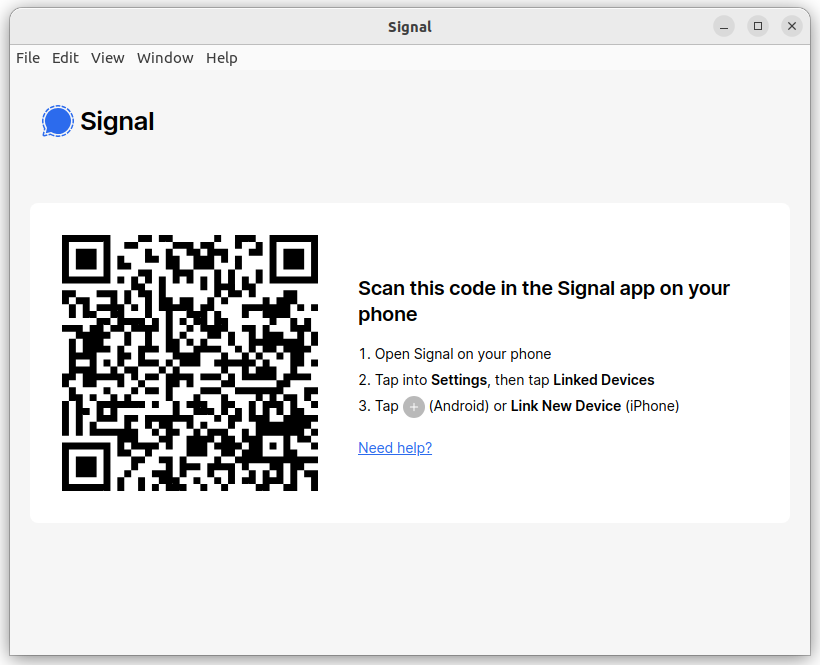 Signal
File Edit View Window Help
Signal
Scan this code in the Signal app on your
phone
1. Open Signal on your phone
2. Tap into Settings, then tap Linked Devices
3. Tap + (Android) or Link New Device (iPhone)
Need help?